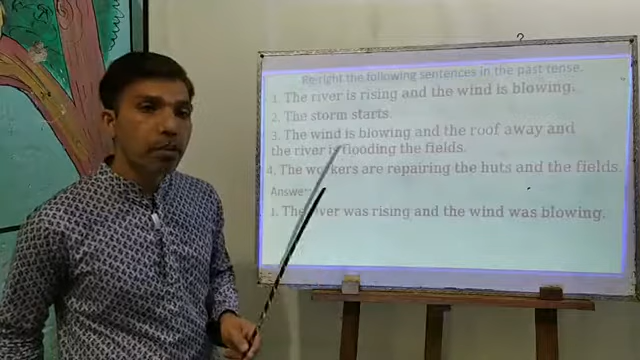 Re right the following sentences in the past tense.
1. The river is rising and the wind is blowing.
2. The storm starts.
3. The wind is blowing and the roof away and
the river is flooding the fields.
4. The workers are repairing the huts and the fields.
Answer
1. The river was rising and the wind was blowing.